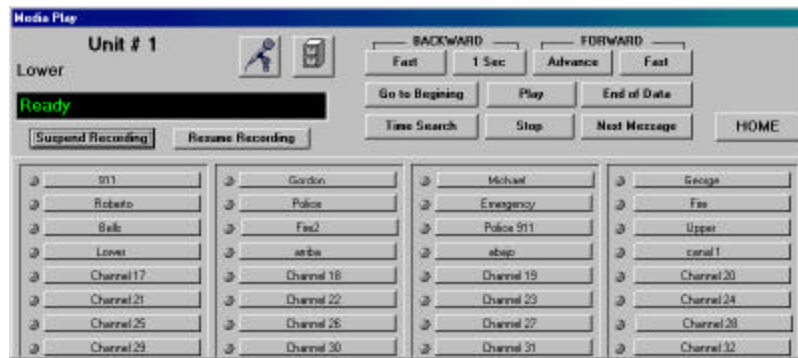 Media Play
Unit # 1
Lower
Ready
Suspend Recording Resume Recording
BACKWARD FORWARD
Fast 1 Sec Advance Fast
Go to Begining Play End of Data
Time Search Stop Next Message HOME
911 Gordon Michael George
Roberto Police Emergency Fire
Bells Fire2 Police 911 Upper
Lower arriba abajo canal 1
Channel 17 Channel 18 Channel 19 Channel 20
Channel 21 Channel 22 Channel 23 Channel 24
Channel 25 Channel 26 Channel 27 Channel 28
Channel 29 Channel 30 Channel 31 Channel 32